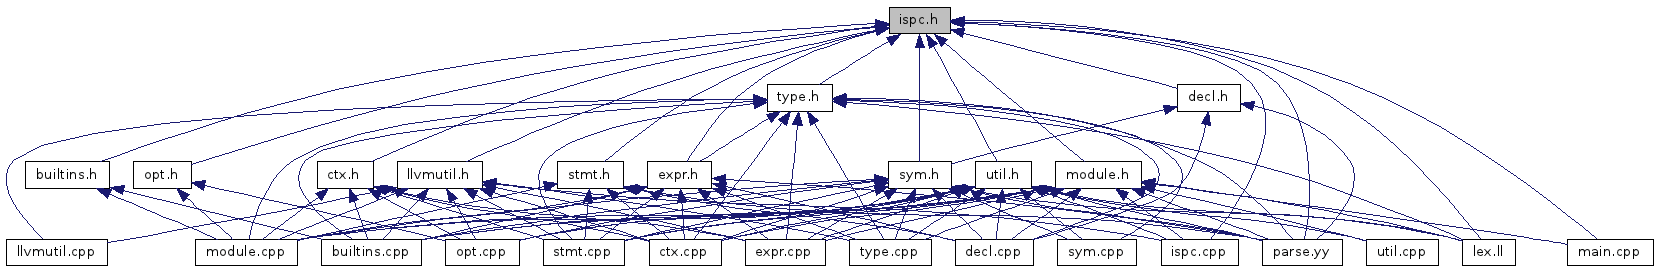 ispc.h
type.h
decl.h
builtins.h
opt.h
ctx.h
llvmutil.h
stmt.h
expr.h
sym.h
util.h
module.h
llvmutil.cpp
module.cpp
builtins.cpp
opt.cpp
stmt.cpp
ctx.cpp
expr.cpp
type.cpp
decl.cpp
sym.cpp
ispc.cpp
parse.yy
util.cpp
lex.ll
main.cpp